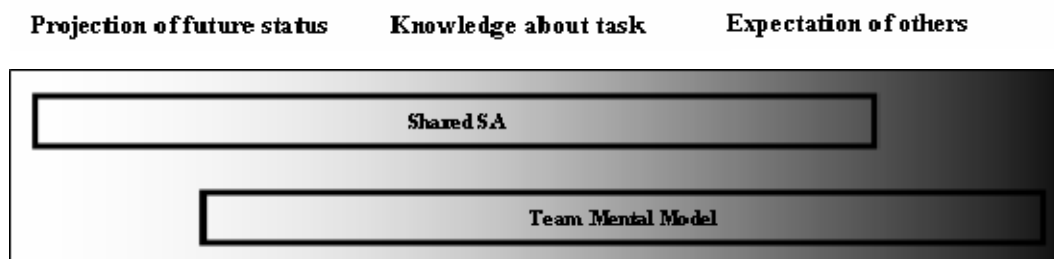 Projection of future status Knowledge about task Expectation of others
Shared SA
Team Mental Model